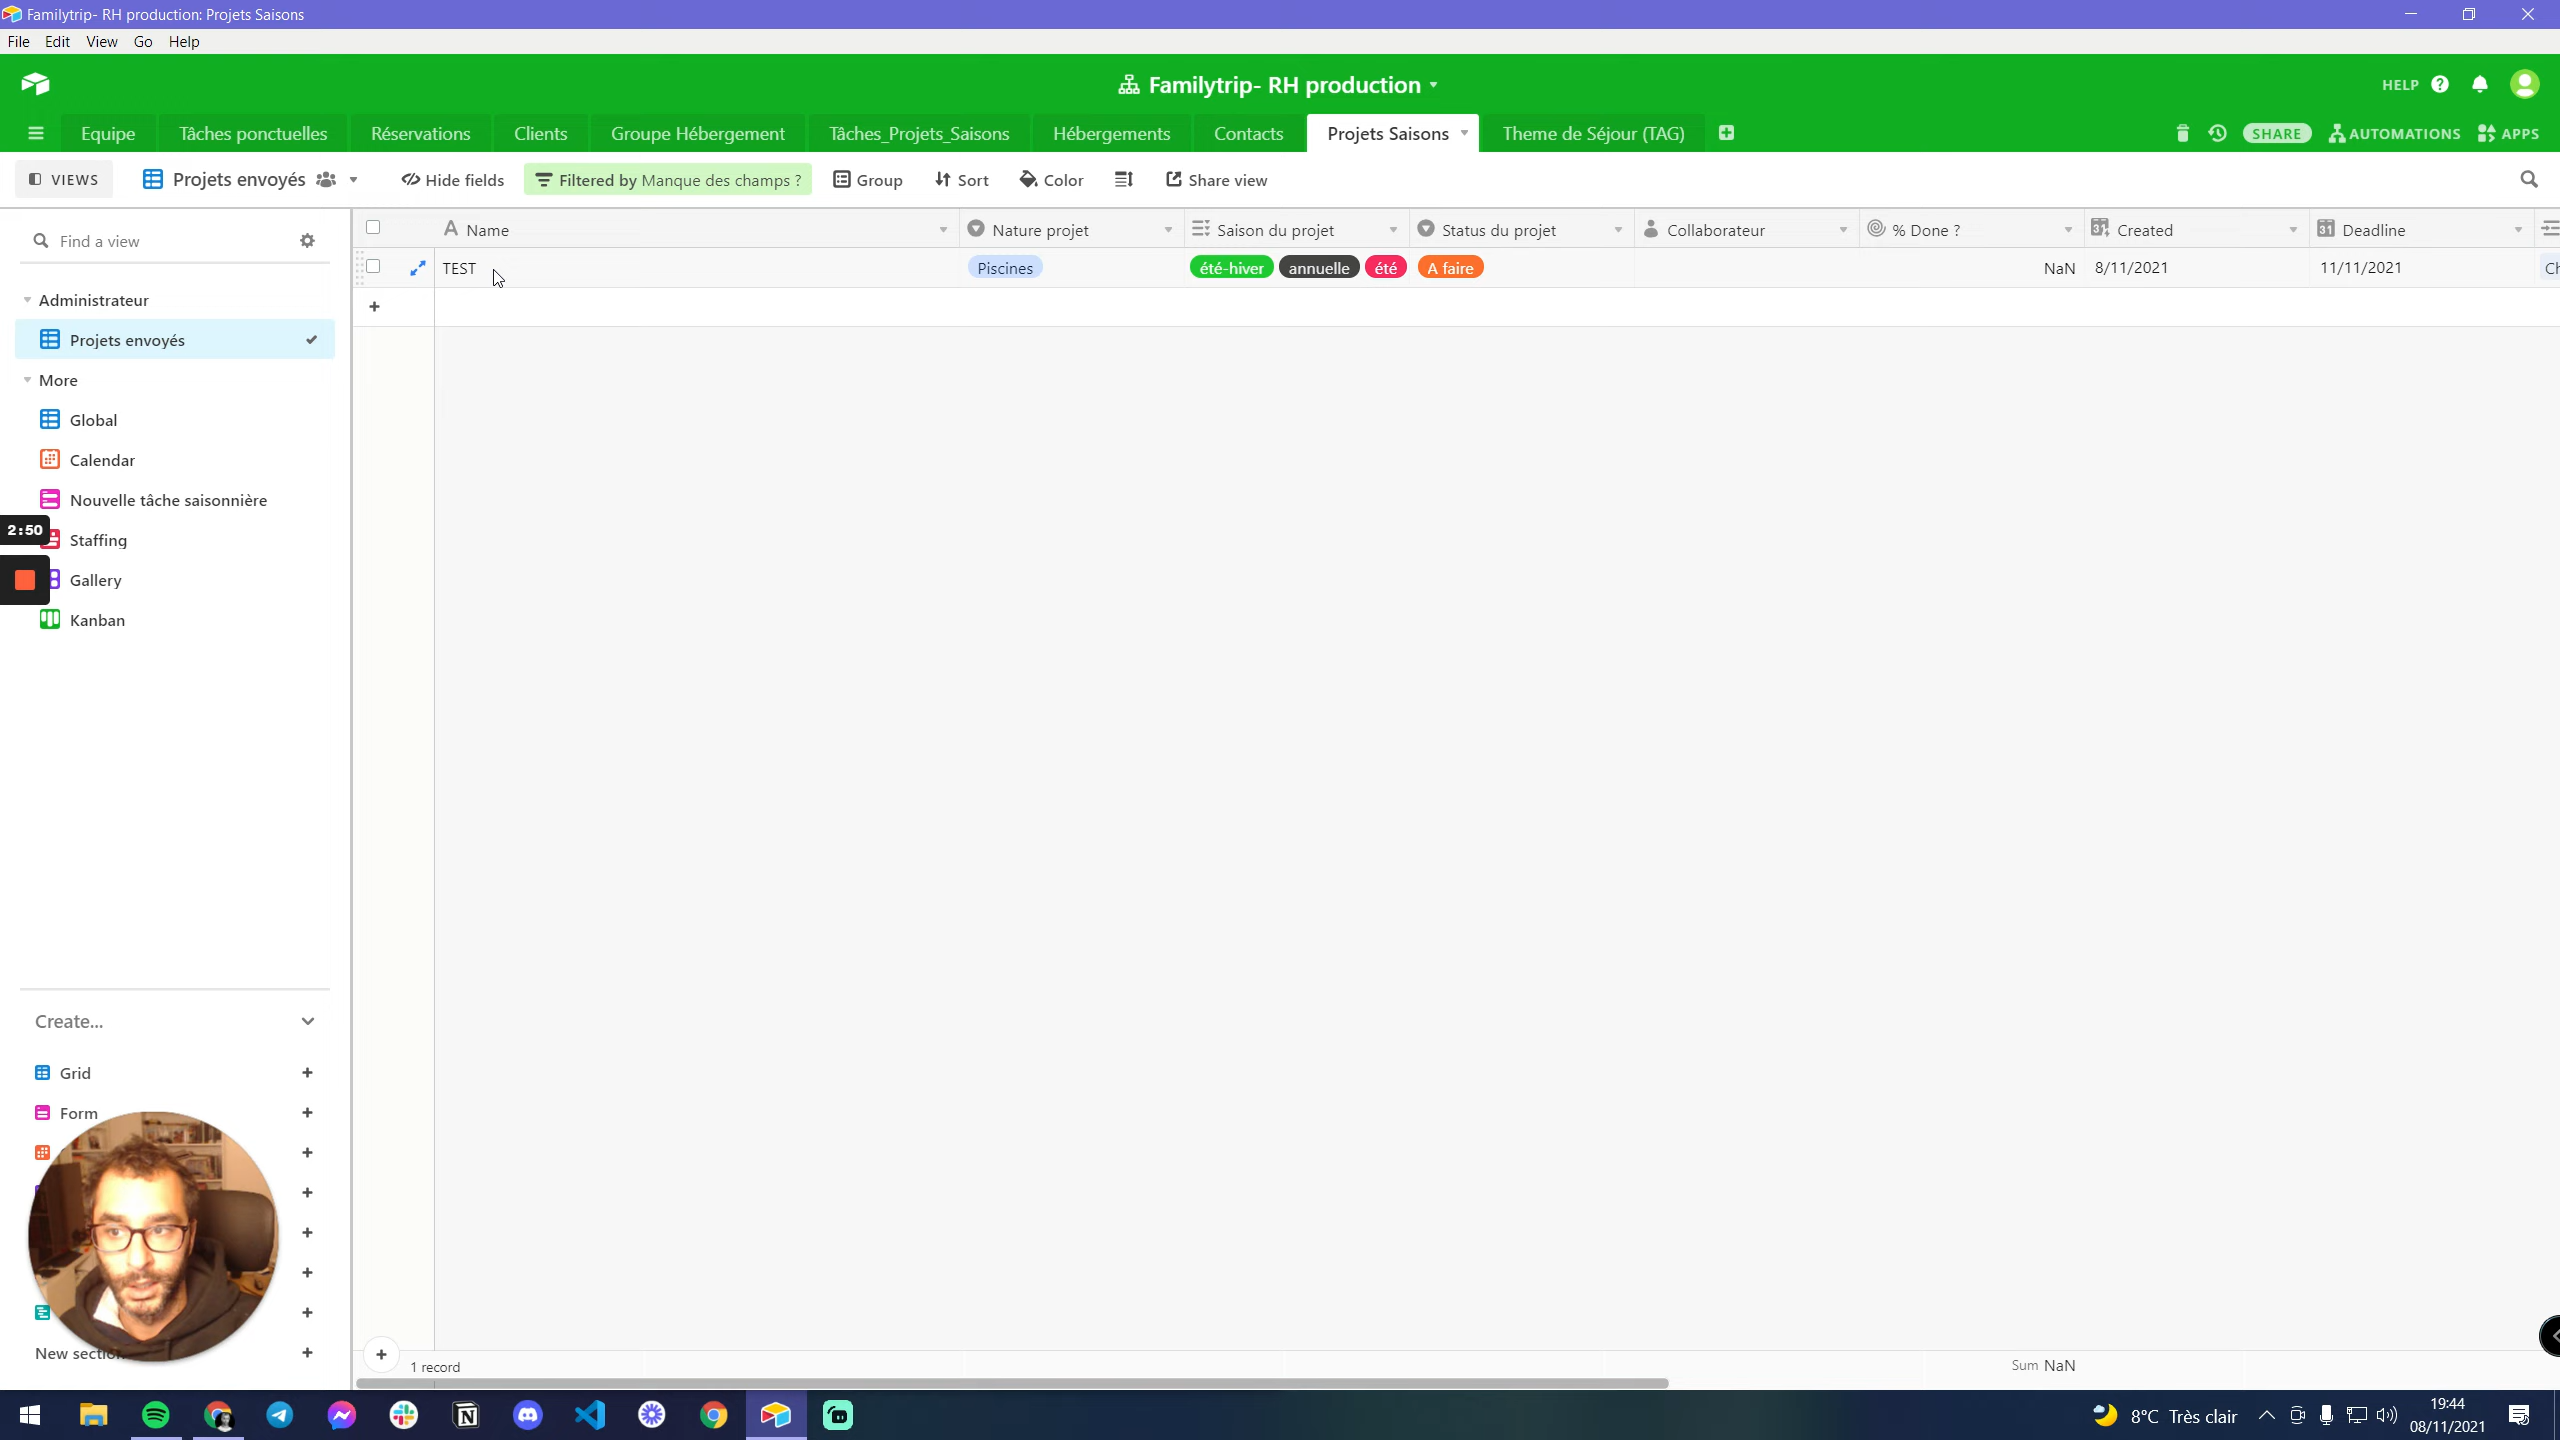 Familytrip- RH production: Projets Saisons
File Edit View Go Help
Familytrip- RH production
HELP
Equipe Tâches ponctuelles Réservations Clients Groupe Hébergement Tâches_Projets_Saisons Hébergements Contacts Projets Saisons Theme de Séjour (TAG) SHARE AUTOMATIONS APPS
VIEWS Projets envoyés Hide fields Filtered by Manque des champs ? Group Sort Color Share view
Find a view
Name Nature projet Saison du projet Status du projet Collaborateur % Done ? Created Deadline
TEST Piscines été-hiver annuelle été A faire NaN 8/11/2021 11/11/2021 Ch
Administrateur
Projets envoyés
More
Global
Calendar
Nouvelle tâche saisonnière
2:50
Staffing
Gallery
Kanban
Create...
Grid
Form
New section
1 record Sum NaN
8°C Très clair
19:44
08/11/2021